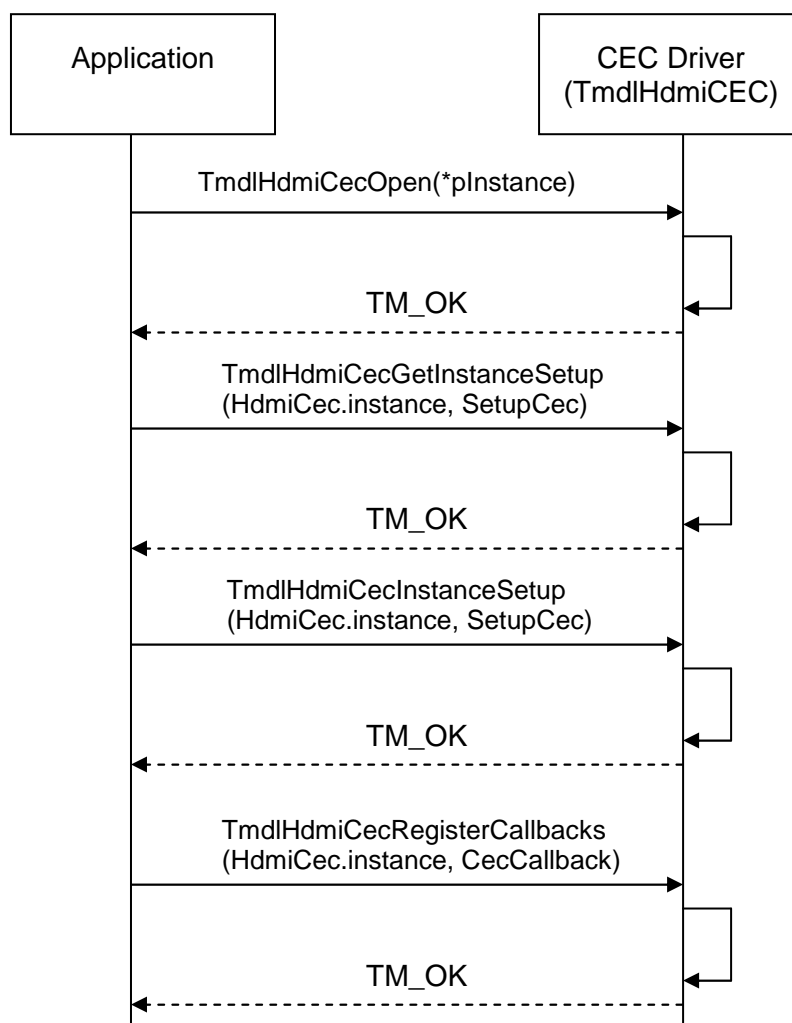 Application
CEC Driver
(TmdlHdmiCEC)
TmdlHdmiCecOpen(*pInstance)
TM_OK
TmdlHdmiCecGetInstanceSetup
(HdmiCec.instance, SetupCec)
TM_OK
TmdlHdmiCecInstanceSetup
(HdmiCec.instance, SetupCec)
TM_OK
TmdlHdmiCecRegisterCallbacks
(HdmiCec.instance, CecCallback)
TM_OK